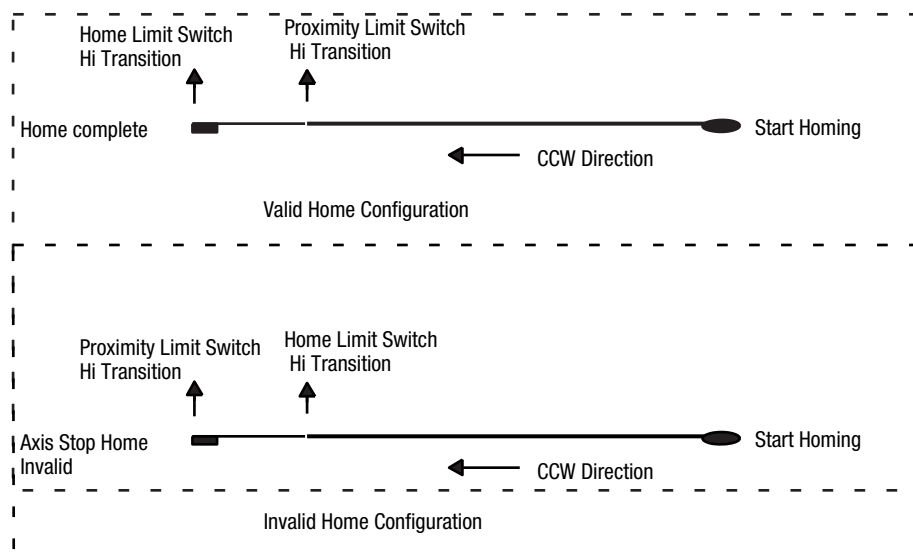 Home Limit Switch
Hi Transition
Proximity Limit Switch
Hi Transition
Home complete
Start Homing
CCW Direction
Valid Home Configuration
Proximity Limit Switch
Hi Transition
Home Limit Switch
Hi Transition
Axis Stop Home
Invalid
Start Homing
CCW Direction
Invalid Home Configuration